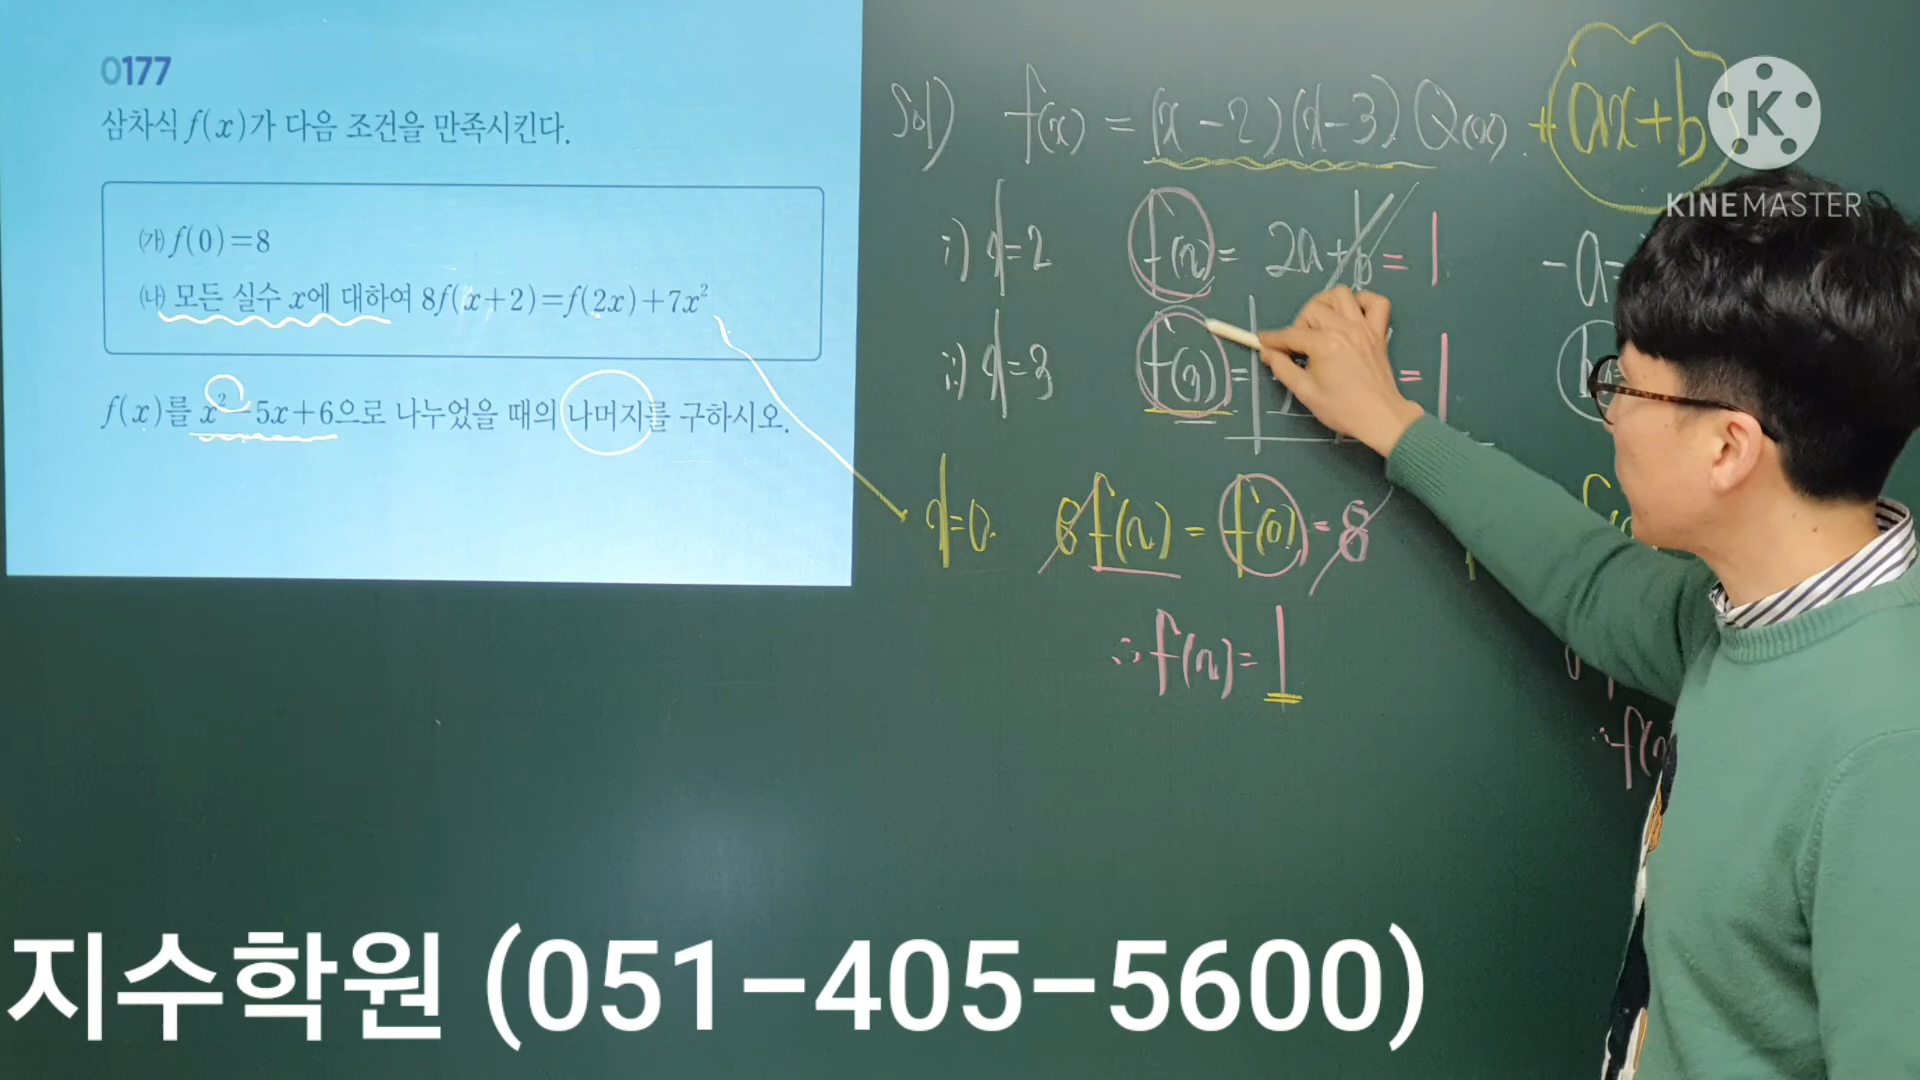 0177
삼차식 f(x)가 다음 조건을 만족시킨다.
㈎ f(0)=8
㈏ 모든 실수 x에 대하여 8f(x+2)=f(2x)+7x²
f(x)를 x²-5x+6으로 나누었을 때의 나머지를 구하시오.
Sol) f(x) = (x-2)(x-3)Q(x) + ax+b
i) x=2 f(2) = 2a+b = 1
ii) x=3 f(3) = = 1
x=0. 8f(2) = f(0) = 8
∴ f(2) = 1
K
KINEMASTER
지수학원 (051-405-5600)